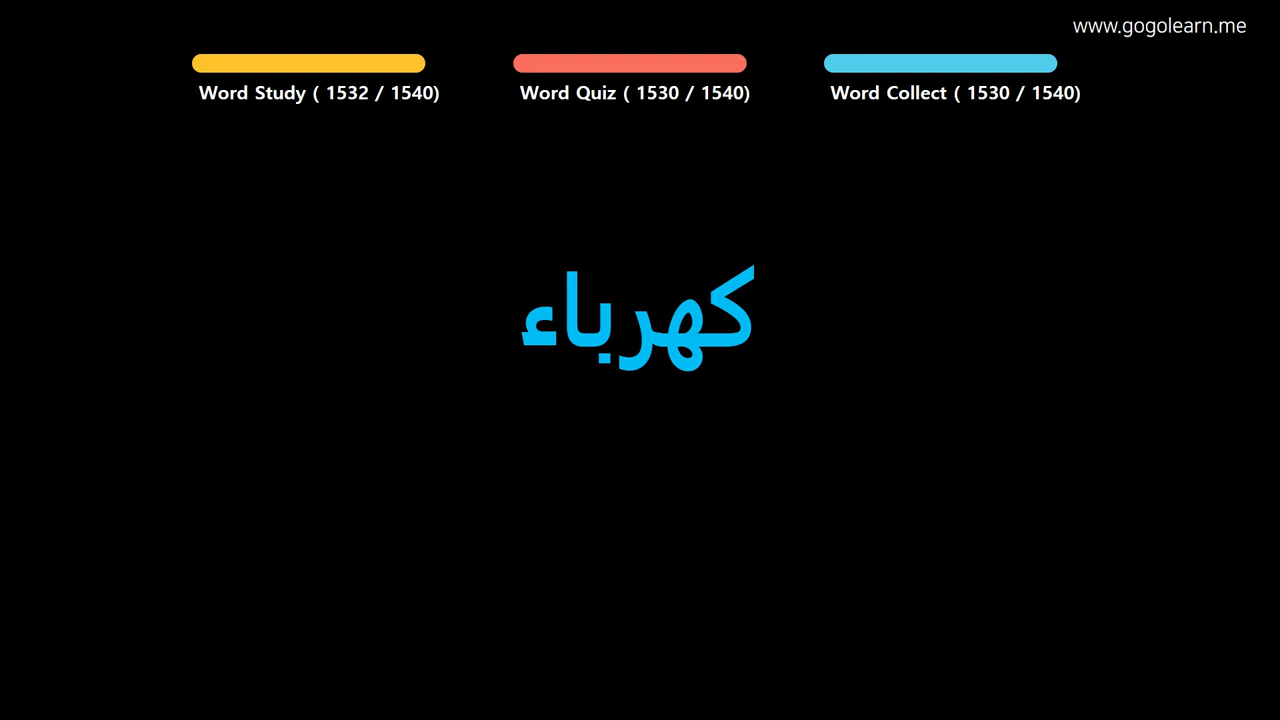 www.gogolearn.me
Word Study ( 1532 / 1540)
Word Quiz ( 1530 / 1540)
Word Collect ( 1530 / 1540)
كهرباء